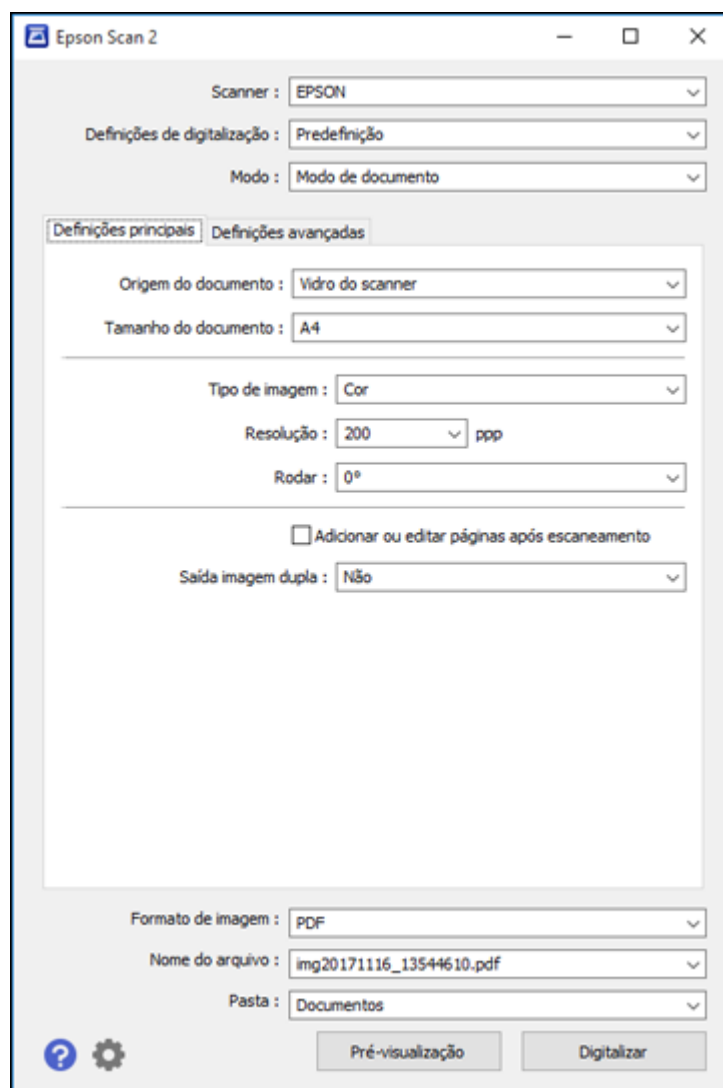 Epson Scan 2
Scanner : EPSON
Definições de digitalização : Predefinição
Modo : Modo de documento
Definições principais Definições avançadas
Origem do documento : Vidro do scanner
Tamanho do documento : A4
Tipo de imagem : Cor
Resolução : 200 ppp
Rodar : 0°
Adicionar ou editar páginas após escaneamento
Saída imagem dupla : Não
Formato de imagem : PDF
Nome do arquivo : img20171116_13544610.pdf
Pasta : Documentos
? Pré-visualização Digitalizar